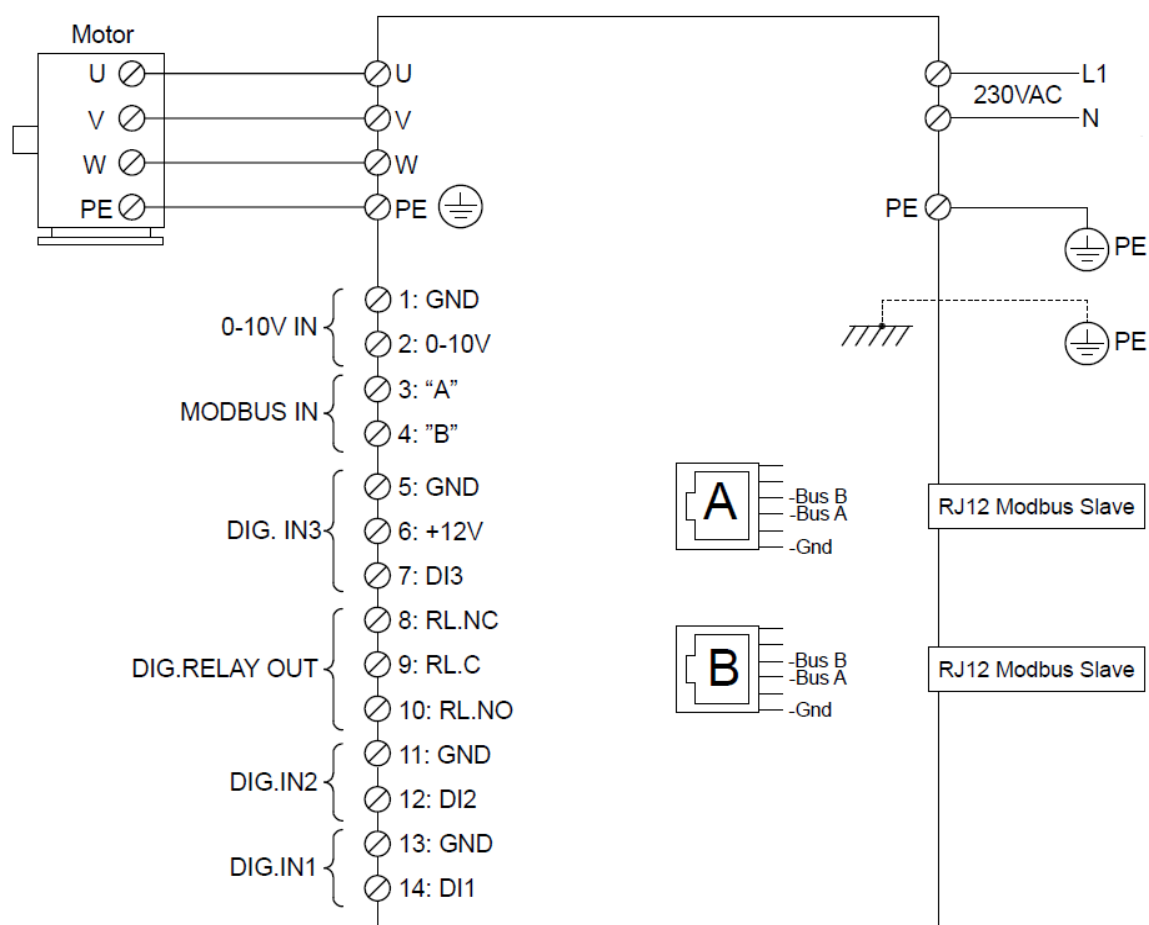 Motor
U
V
W
PE
U
V
W
PE
L1
230VAC
N
PE
PE
PE
0-10V IN
1: GND
2: 0-10V
MODBUS IN
3: “A”
4: ”B”
DIG. IN3
5: GND
6: +12V
7: DI3
DIG.RELAY OUT
8: RL.NC
9: RL.C
10: RL.NO
DIG.IN2
11: GND
12: DI2
DIG.IN1
13: GND
14: DI1
A
-Bus B
-Bus A
-Gnd
RJ12 Modbus Slave
B
-Bus B
-Bus A
-Gnd
RJ12 Modbus Slave